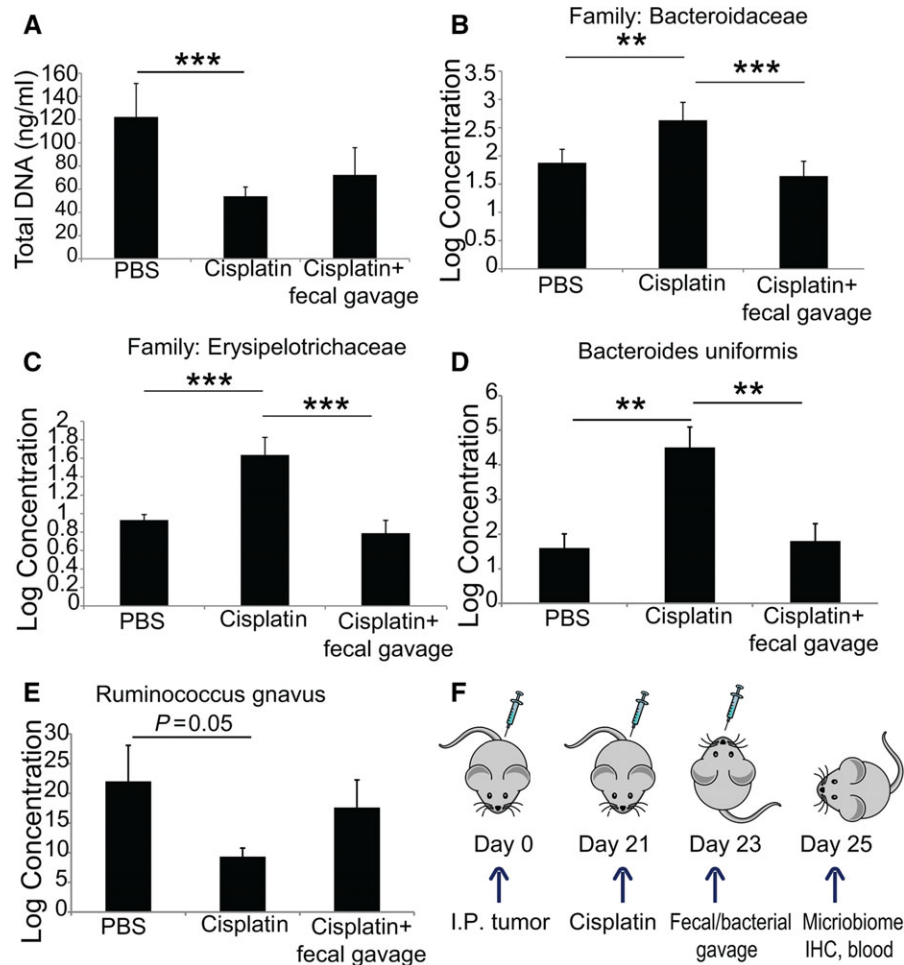 A
***
160
140
120
100
80
60
40
20
0
Total DNA (ng/ml)
PBS
Cisplatin
Cisplatin+
fecal gavage
B
Family: Bacteroidaceae
**
***
3.5
3
2.5
2
1.5
1
0.5
0
Log Concentration
PBS
Cisplatin
Cisplatin+
fecal gavage
C
Family: Erysipelotrichaceae
***
***
2
1.8
1.6
1.4
1.2
1
0.8
0.6
0.4
0.2
0
Log Concentration
PBS
Cisplatin
Cisplatin+
fecal gavage
D
Bacteroides uniformis
**
**
6
5
4
3
2
1
0
Log Concentration
PBS
Cisplatin
Cisplatin+
fecal gavage
E
Ruminococcus gnavus
P=0.05
30
25
20
15
10
5
0
Log Concentration
PBS
Cisplatin
Cisplatin+
fecal gavage
F
Day 0
Day 21
Day 23
Day 25
I.P. tumor
Cisplatin
Fecal/bacterial
gavage
Micriobiome
IHC, blood